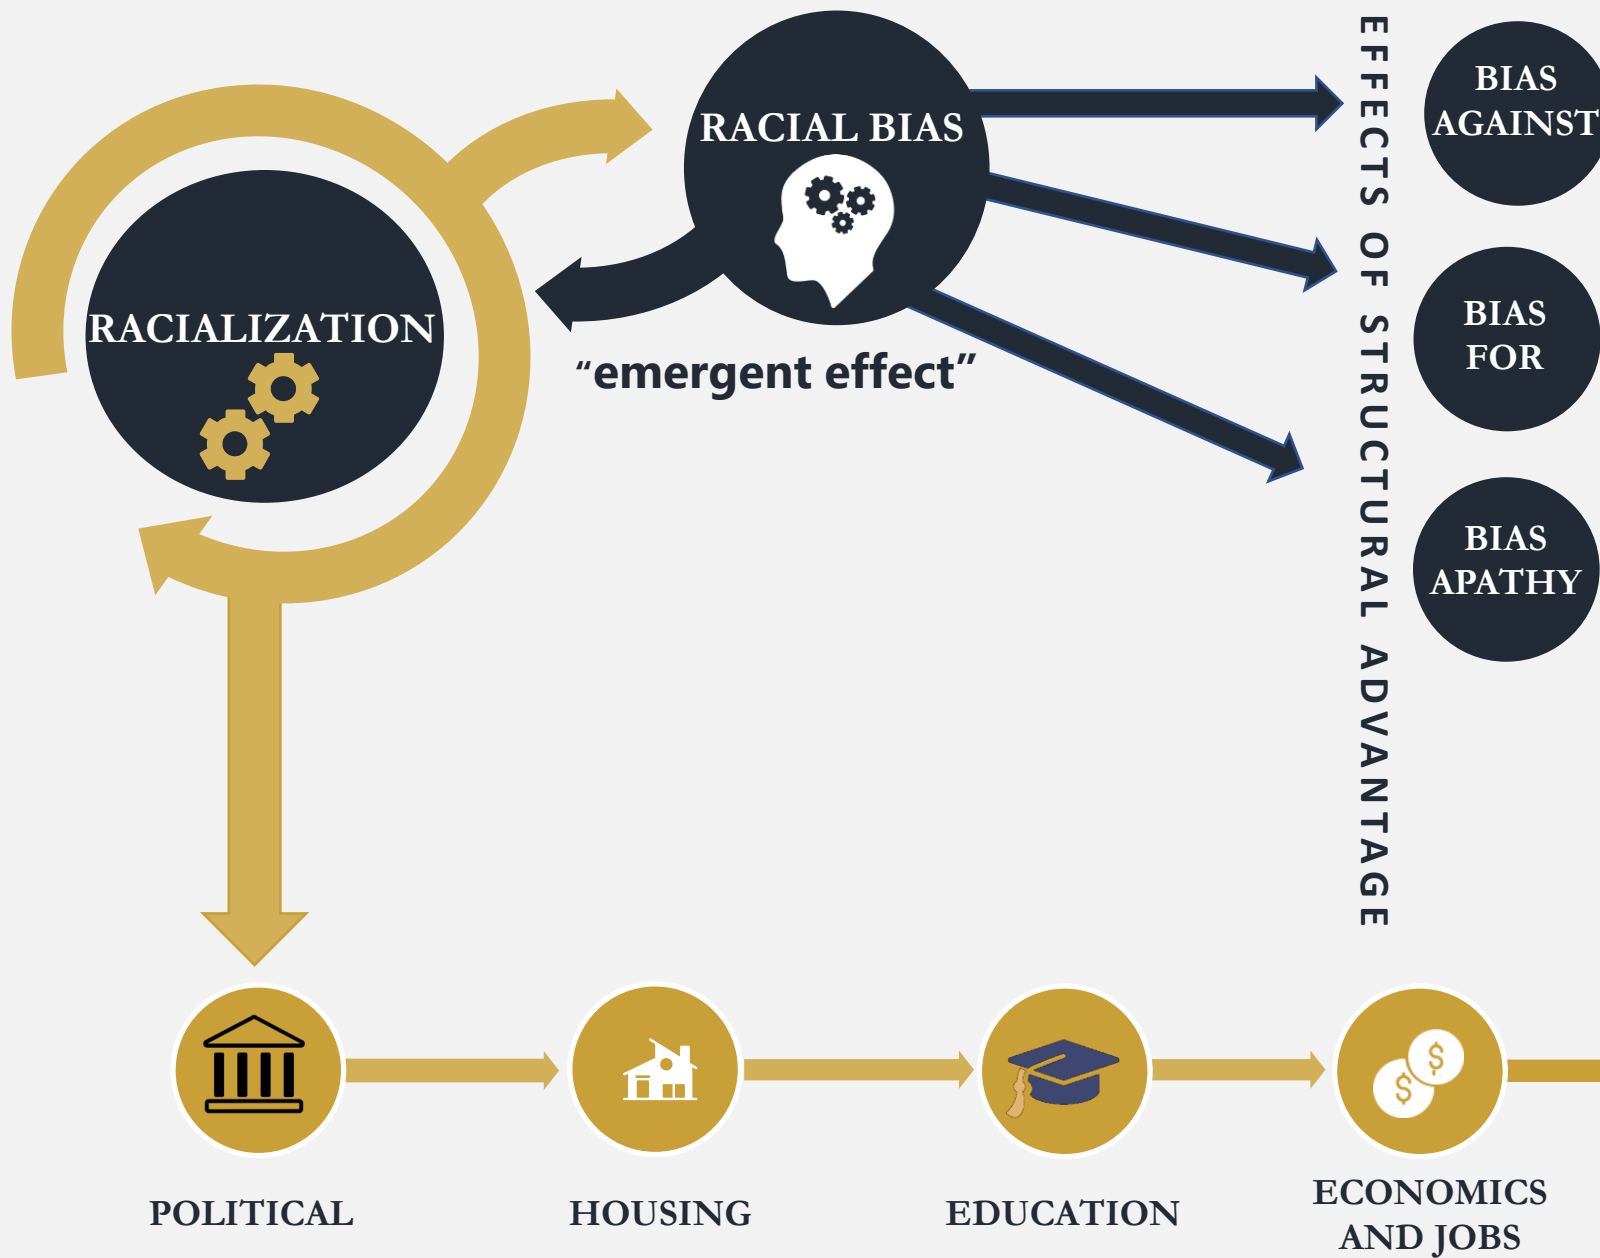 RACIALIZATION
RACIAL BIAS
“emergent effect”
EFFECTS OF STRUCTURAL ADVANTAGE
BIAS
AGAINST
BIAS
FOR
BIAS
APATHY
$
$
POLITICAL
HOUSING
EDUCATION
ECONOMICS
AND JOBS